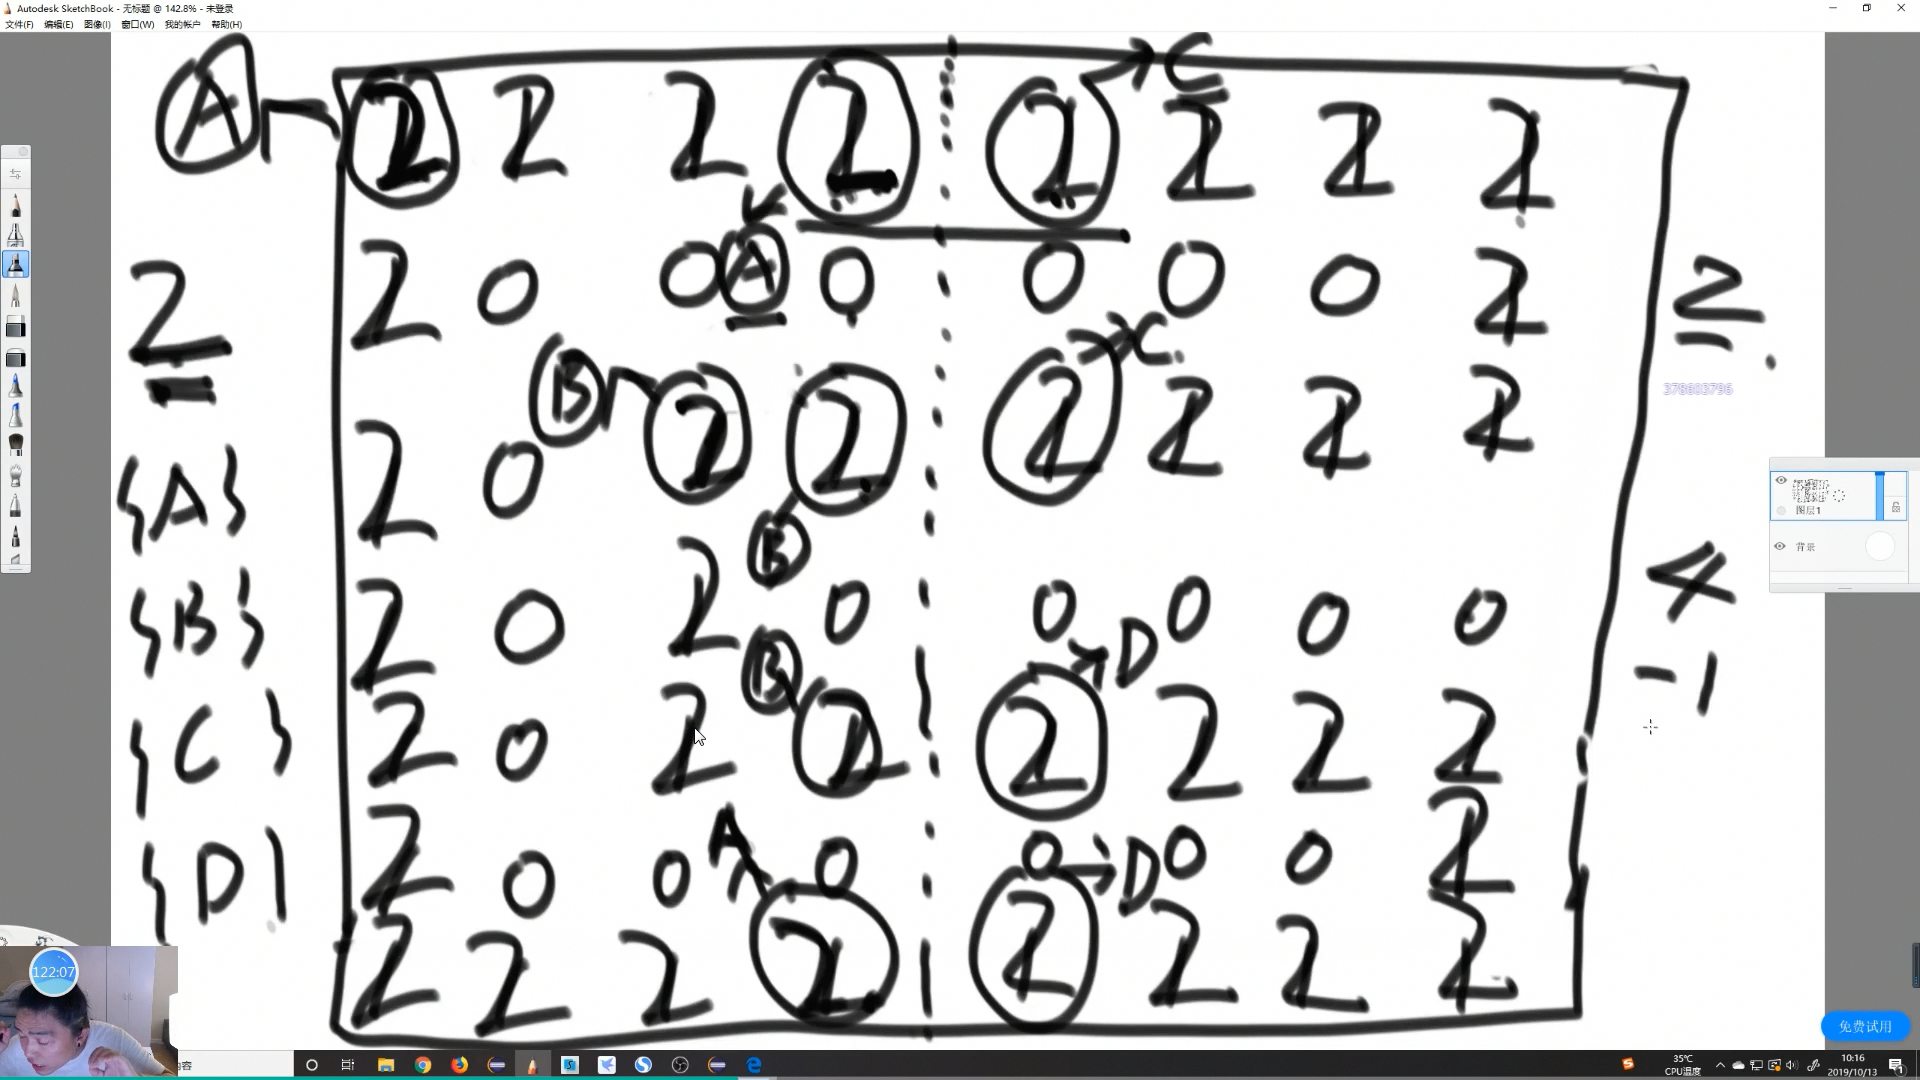 Autodesk SketchBook - 无标题 @ 142.8% - 未登录
文件(F) 编辑(E) 图像(I) 窗口(W) 我的帐户 帮助(H)
A 2 2 2 2 2 C 2 2 2
2 2 0 0 A 0 0 0 0 2 2
2 0 B 2 2 2 C 2 2 2
378603796
{A}
图层1
背景
{B} 2 0 2 B 0 0 0 0 0 4
B D -1
{C} 2 0 2 2 2 2 2 2
{D} 2 0 0 A 0 0 D 0 0 2
2 2 2 2 2 2 2 2
122:07
免费试用
内容
35℃
CPU温度
10:16
2019/10/13